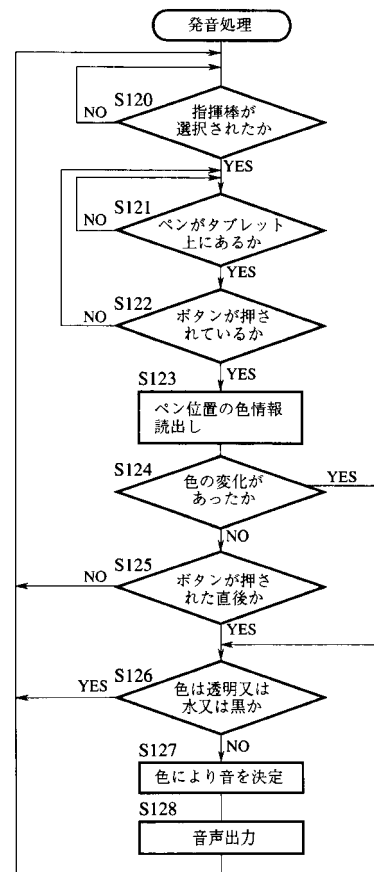 発音処理
S120
指揮棒が
選択されたか
NO
YES
S121
ペンがタブレット
上にあるか
NO
YES
S122
ボタンが押さ
れているか
NO
YES
S123
ペン位置の色情報
読出し
S124
色の変化が
あったか
YES
NO
S125
ボタンが押さ
れた直後か
NO
YES
S126
色は透明又は
水又は黒か
YES
NO
S127
色により音を決定
S128
音声出力